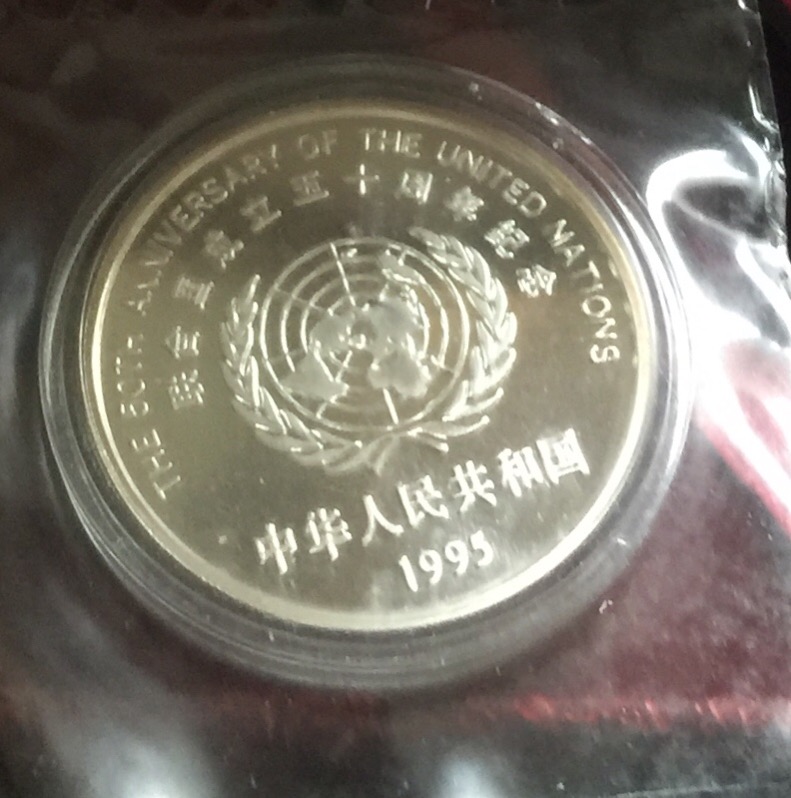 THE 50TH ANNIVERSARY OF THE UNITED NATIONS
联合国成立五十周年纪念
中华人民共和国
1995